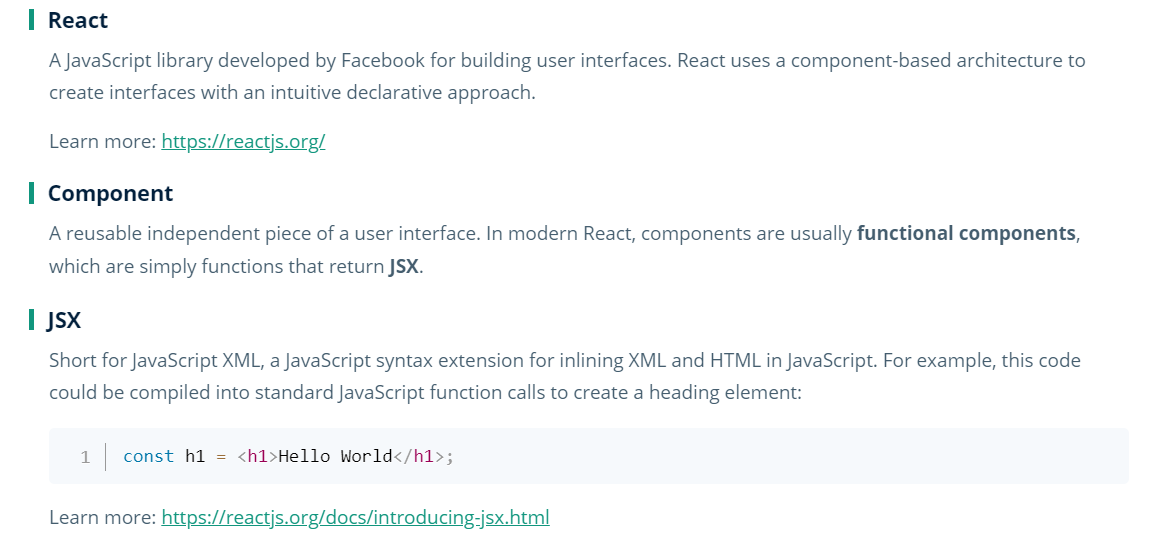 React
A JavaScript library developed by Facebook for building user interfaces. React uses a component-based architecture to
create interfaces with an intuitive declarative approach.
Learn more: https://reactjs.org/
Component
A reusable independent piece of a user interface. In modern React, components are usually functional components,
which are simply functions that return JSX.
JSX
Short for JavaScript XML, a JavaScript syntax extension for inlining XML and HTML in JavaScript. For example, this code
could be compiled into standard JavaScript function calls to create a heading element:
1 const h1 = <h1>Hello World</h1>;
Learn more: https://reactjs.org/docs/introducing-jsx.html